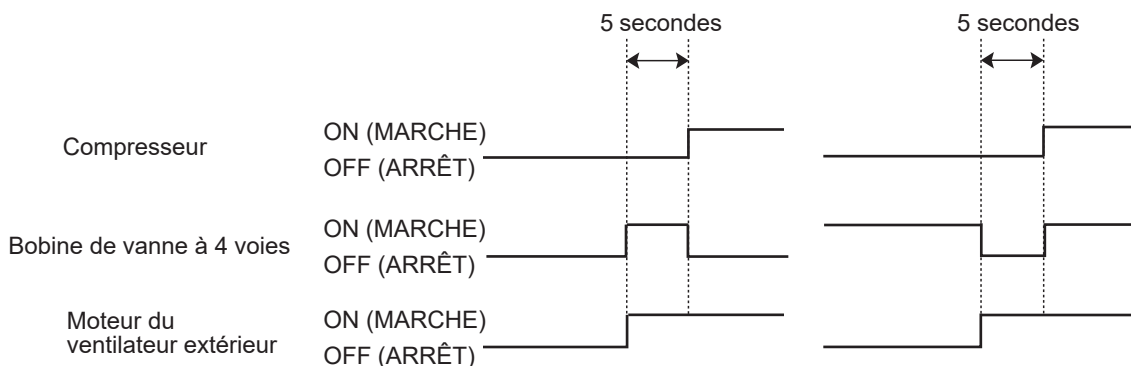 5 secondes 5 secondes
Compresseur
ON (MARCHE)
OFF (ARRÊT)
Bobine de vanne à 4 voies
ON (MARCHE)
OFF (ARRÊT)
Moteur du
ventilateur extérieur
ON (MARCHE)
OFF (ARRÊT)